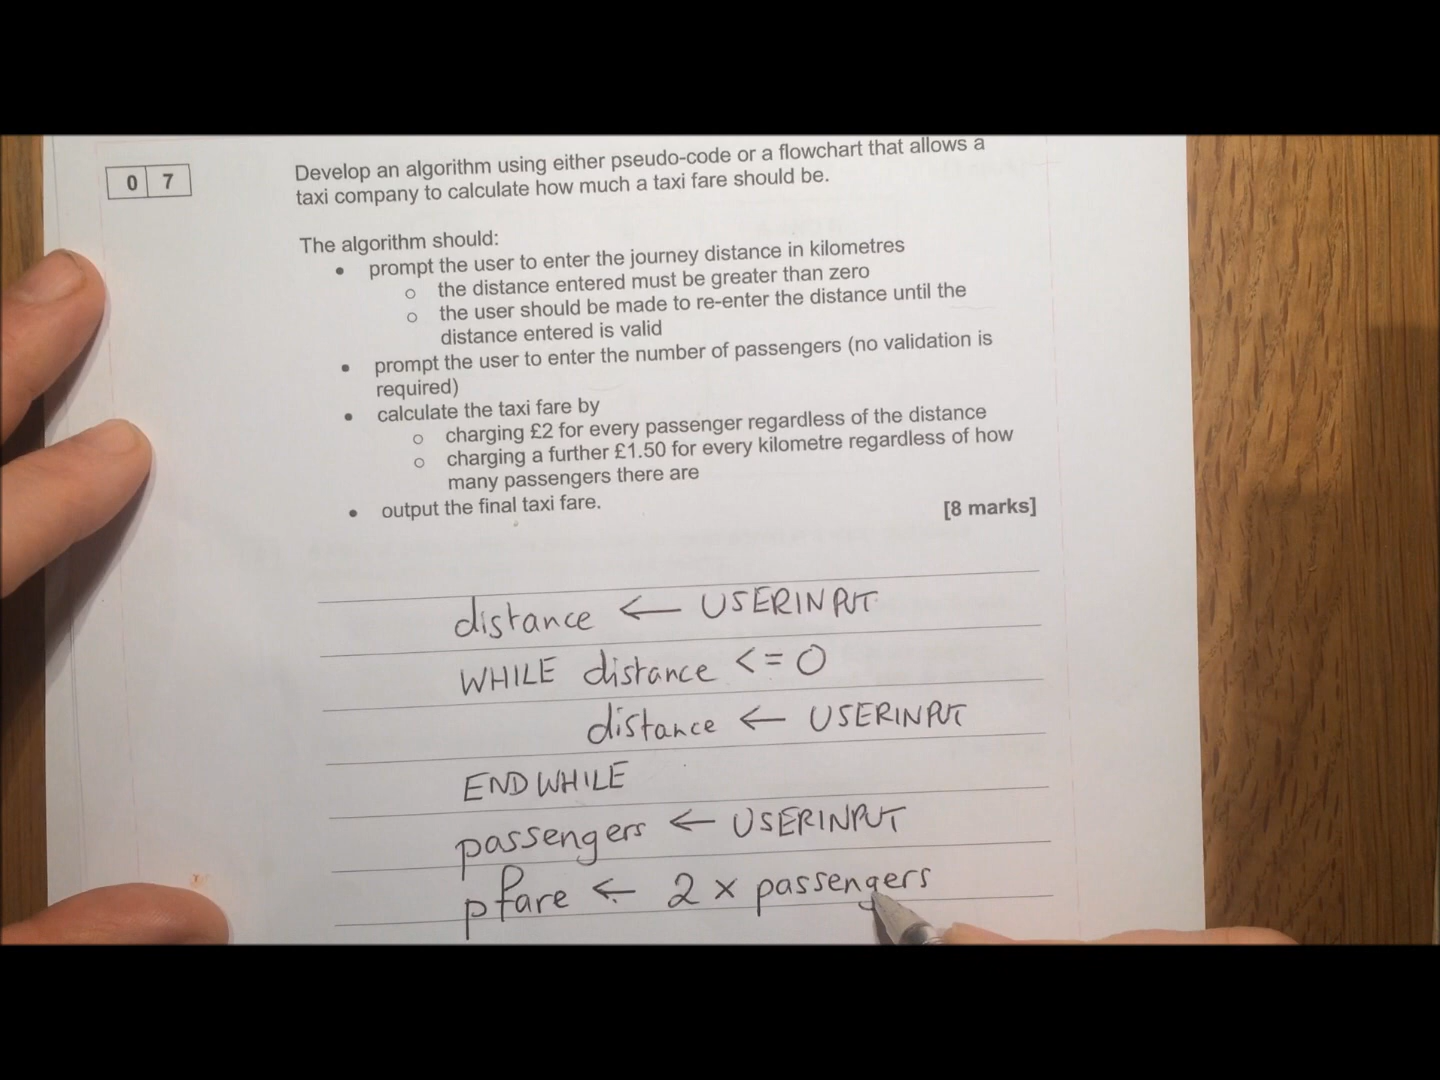 0 7
Develop an algorithm using either pseudo-code or a flowchart that allows a
taxi company to calculate how much a taxi fare should be.
The algorithm should:
• prompt the user to enter the journey distance in kilometres
o the distance entered must be greater than zero
o the user should be made to re-enter the distance until the
distance entered is valid
• prompt the user to enter the number of passengers (no validation is
required)
• calculate the taxi fare by
o charging £2 for every passenger regardless of the distance
o charging a further £1.50 for every kilometre regardless of how
many passengers there are
• output the final taxi fare.
[8 marks]
distance ← USERINPUT
WHILE distance <= 0
distance ← USERINPUT
ENDWHILE
passengers ← USERINPUT
pfare ← 2 x passengers